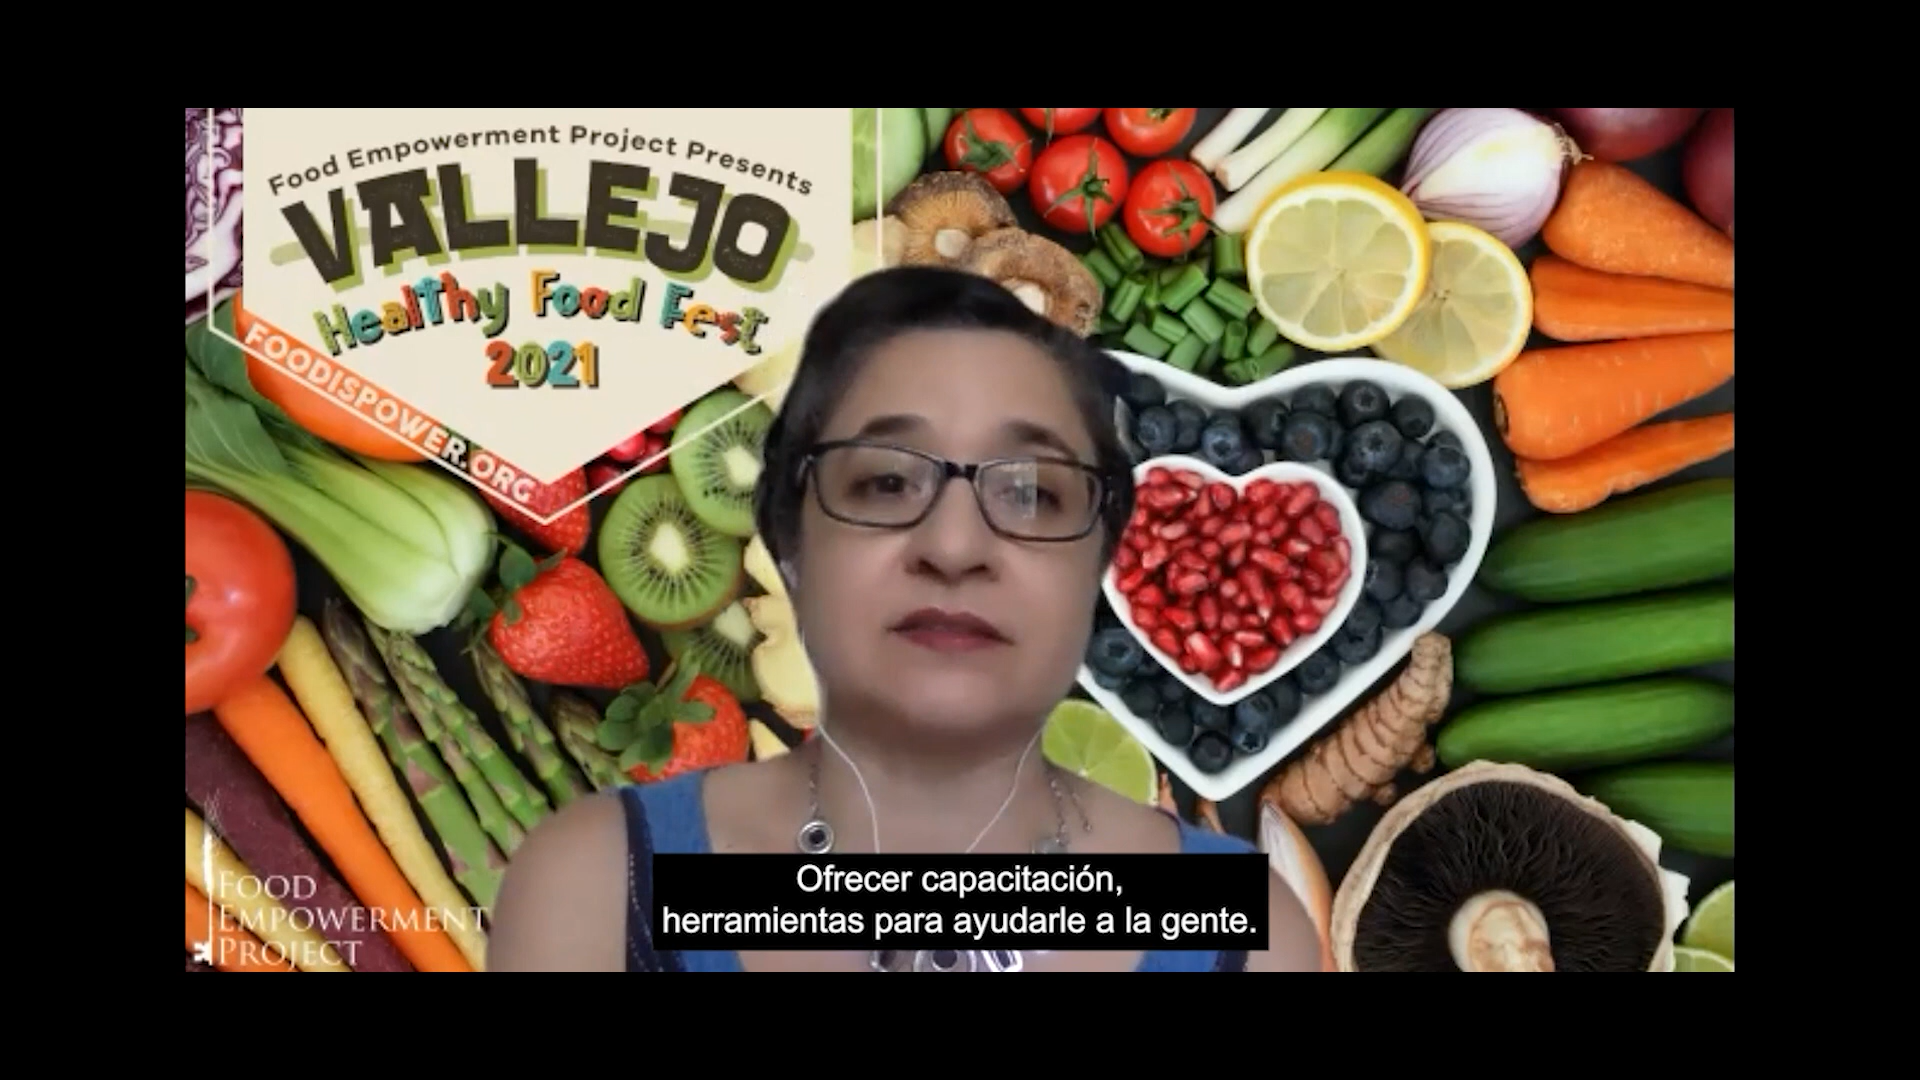 Food Empowerment Project Presents
VALLEJO
Healthy Food Fest
2021
FOODISPOWER.ORG
FOOD
EMPOWERMENT
PROJECT
Ofrecer capacitación,
herramientas para ayudarle a la gente.